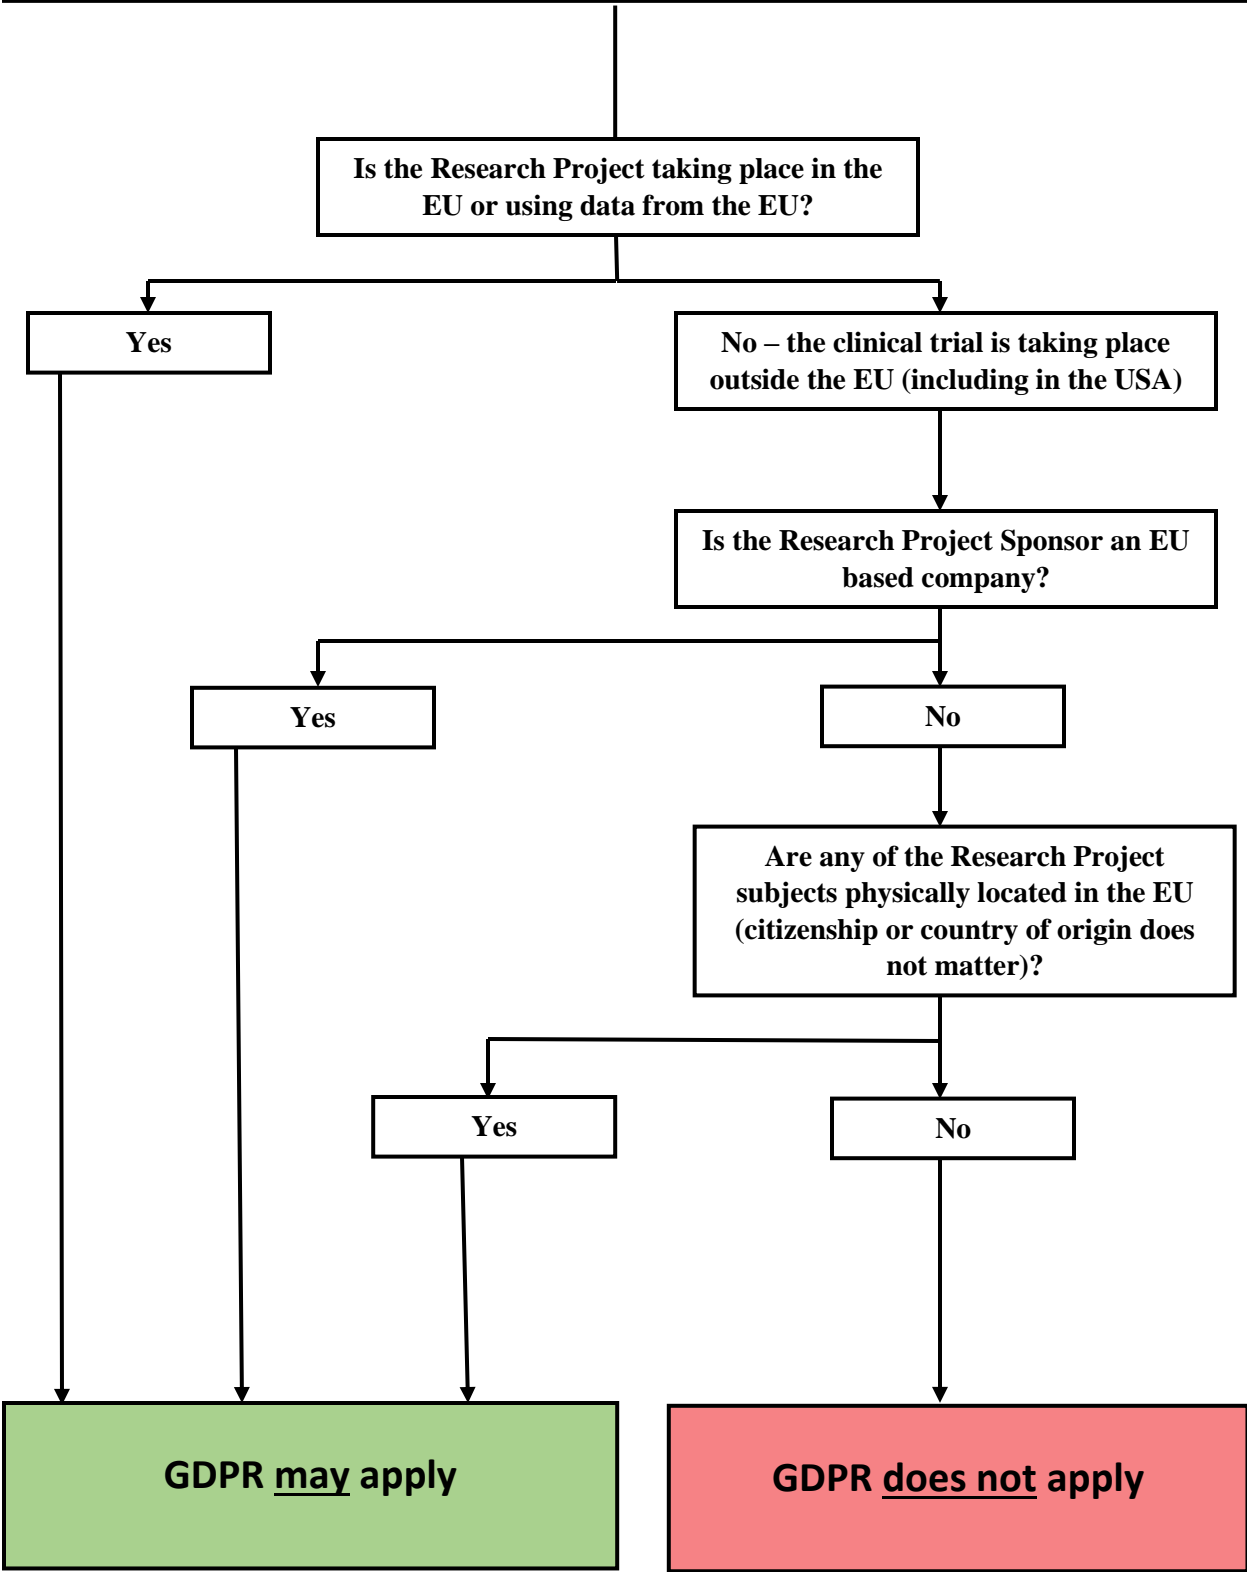 Is the Research Project taking place in the
EU or using data from the EU?
Yes
No – the clinical trial is taking place
outside the EU (including in the USA)
Is the Research Project Sponsor an EU
based company?
Yes
No
Are any of the Research Project
subjects physically located in the EU
(citizenship or country of origin does
not matter)?
Yes
No
GDPR may apply
GDPR does not apply